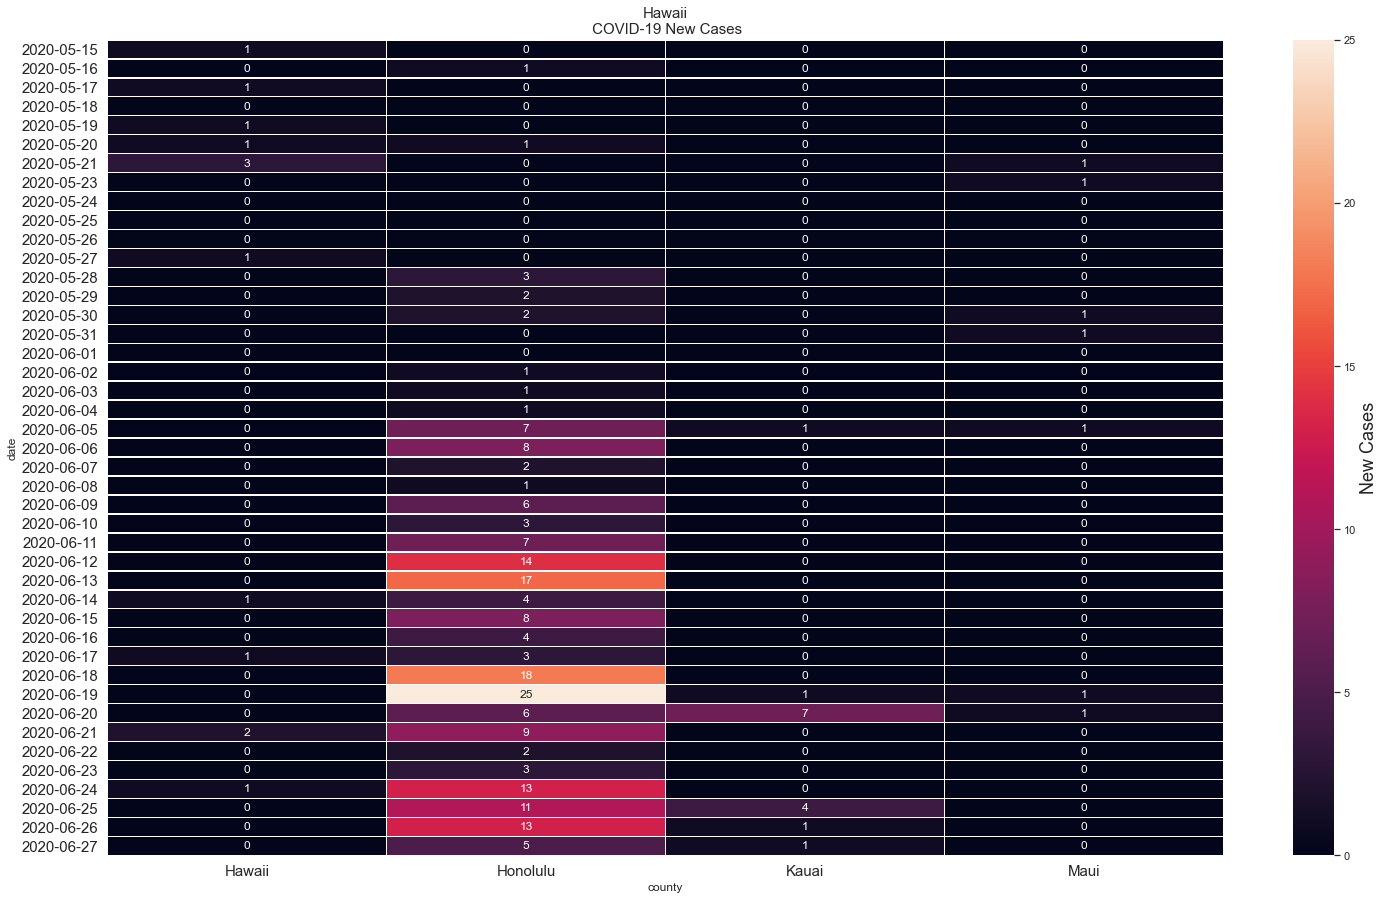 Hawaii
COVID-19 New Cases
2020-05-15 1 0 0 0
2020-05-16 0 1 0 0
2020-05-17 1 0 0 0
2020-05-18 0 0 0 0
2020-05-19 1 0 0 0
2020-05-20 1 1 0 0
2020-05-21 3 0 0 1
2020-05-23 0 0 0 1
2020-05-24 0 0 0 0
2020-05-25 0 0 0 0
2020-05-26 0 0 0 0
2020-05-27 1 0 0 0
2020-05-28 0 3 0 0
2020-05-29 0 2 0 0
2020-05-30 0 2 0 1
2020-05-31 0 0 0 1
2020-06-01 0 0 0 0
2020-06-02 0 1 0 0
2020-06-03 0 1 0 0
2020-06-04 0 1 0 0
2020-06-05 0 7 1 1
2020-06-06 0 8 0 0
2020-06-07 0 2 0 0
2020-06-08 0 1 0 0
2020-06-09 0 6 0 0
2020-06-10 0 3 0 0
2020-06-11 0 7 0 0
2020-06-12 0 14 0 0
2020-06-13 0 17 0 0
2020-06-14 1 4 0 0
2020-06-15 0 8 0 0
2020-06-16 0 4 0 0
2020-06-17 1 3 0 0
2020-06-18 0 18 0 0
2020-06-19 0 25 1 1
2020-06-20 0 6 7 1
2020-06-21 2 9 0 0
2020-06-22 0 2 0 0
2020-06-23 0 3 0 0
2020-06-24 1 13 0 0
2020-06-25 0 11 4 0
2020-06-26 0 13 1 0
2020-06-27 0 5 1 0
Hawaii Honolulu Kauai Maui
county
date
25
20
15
10
5
0
New Cases